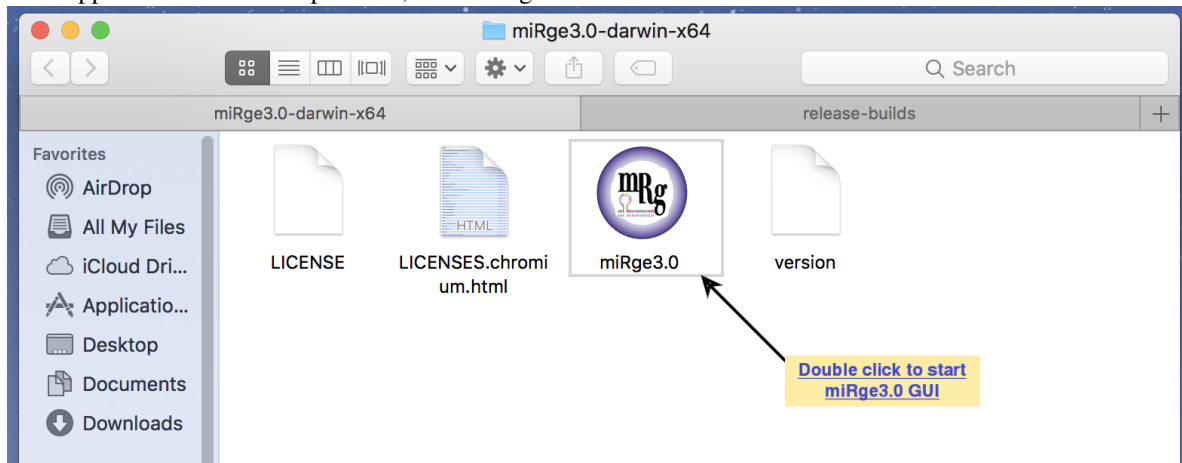 miRge3.0-darwin-x64
Search
miRge3.0-darwin-x64
release-builds
Favorites
AirDrop
All My Files
iCloud Dri...
Applicatio...
Desktop
Documents
Downloads
HTML
mRg
LICENSE
LICENSES.chromi
um.html
miRge3.0
version
Double click to start
miRge3.0 GUI